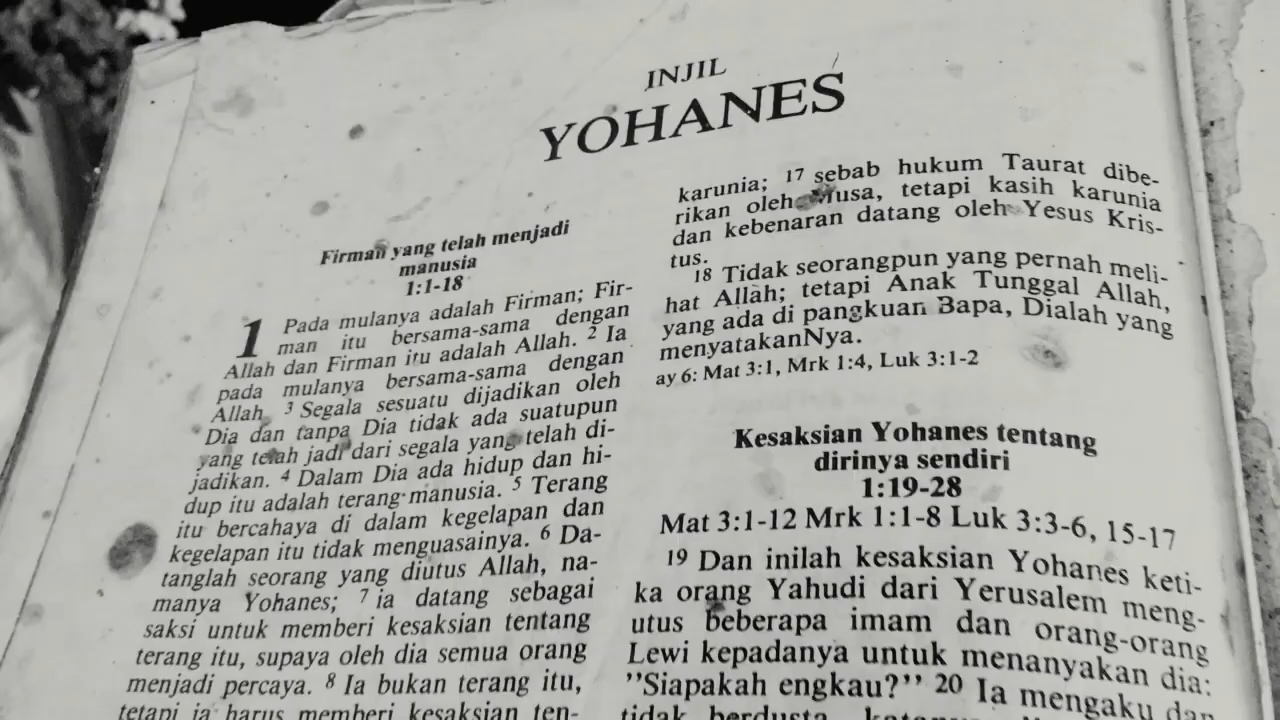 INJIL
YOHANES
Firman yang telah menjadi
manusia
1:1-18
1 Pada mulanya adalah Firman; Fir-
man itu bersama-sama dengan
Allah dan Firman itu adalah Allah. 2 Ia
pada mulanya bersama-sama dengan
Allah. 3 Segala sesuatu dijadikan oleh
Dia dan tanpa Dia tidak ada suatupun
yang telah jadi dari segala yang telah di-
jadikan. 4 Dalam Dia ada hidup dan hi-
dup itu adalah terang manusia. 5 Terang
itu bercahaya di dalam kegelapan dan
kegelapan itu tidak menguasainya. 6 Da-
tanglah seorang yang diutus Allah, na-
manya Yohanes; 7 ia datang sebagai
saksi untuk memberi kesaksian tentang
terang itu, supaya oleh dia semua orang
menjadi percaya. 8 Ia bukan terang itu,
tetapi ia harus memberi kesaksian ten-
karunia; 17 sebab hukum Taurat dibe-
rikan oleh Musa, tetapi kasih karunia
dan kebenaran datang oleh Yesus Kris-
tus.
18 Tidak seorangpun yang pernah meli-
hat Allah; tetapi Anak Tunggal Allah,
yang ada di pangkuan Bapa, Dialah yang
menyatakanNya.
ay 6: Mat 3:1, Mrk 1:4, Luk 3:1-2
Kesaksian Yohanes tentang
dirinya sendiri
1:19-28
Mat 3:1-12 Mrk 1:1-8 Luk 3:3-6, 15-17
19 Dan inilah kesaksian Yohanes keti-
ka orang Yahudi dari Yerusalem meng-
utus beberapa imam dan orang-orang
Lewi kepadanya untuk menanyakan dia:
"Siapakah engkau?" 20 Ia mengaku dan
tidak berdusta, katanya